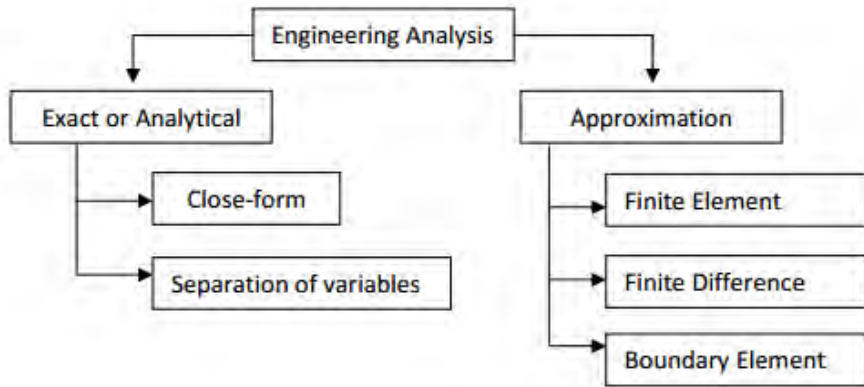 Engineering Analysis
Exact or Analytical
Approximation
Close-form
Finite Element
Separation of variables
Finite Difference
Boundary Element